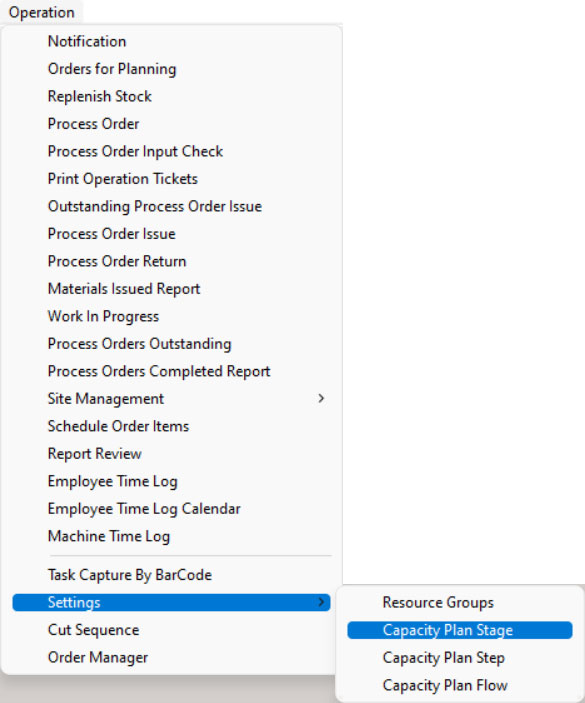 Operation
Notification
Orders for Planning
Replenish Stock
Process Order
Process Order Input Check
Print Operation Tickets
Outstanding Process Order Issue
Process Order Issue
Process Order Return
Materials Issued Report
Work In Progress
Process Orders Outstanding
Process Orders Completed Report
Site Management
Schedule Order Items
Report Review
Employee Time Log
Employee Time Log Calendar
Machine Time Log
Task Capture By BarCode
Settings
Cut Sequence
Order Manager
Resource Groups
Capacity Plan Stage
Capacity Plan Step
Capacity Plan Flow